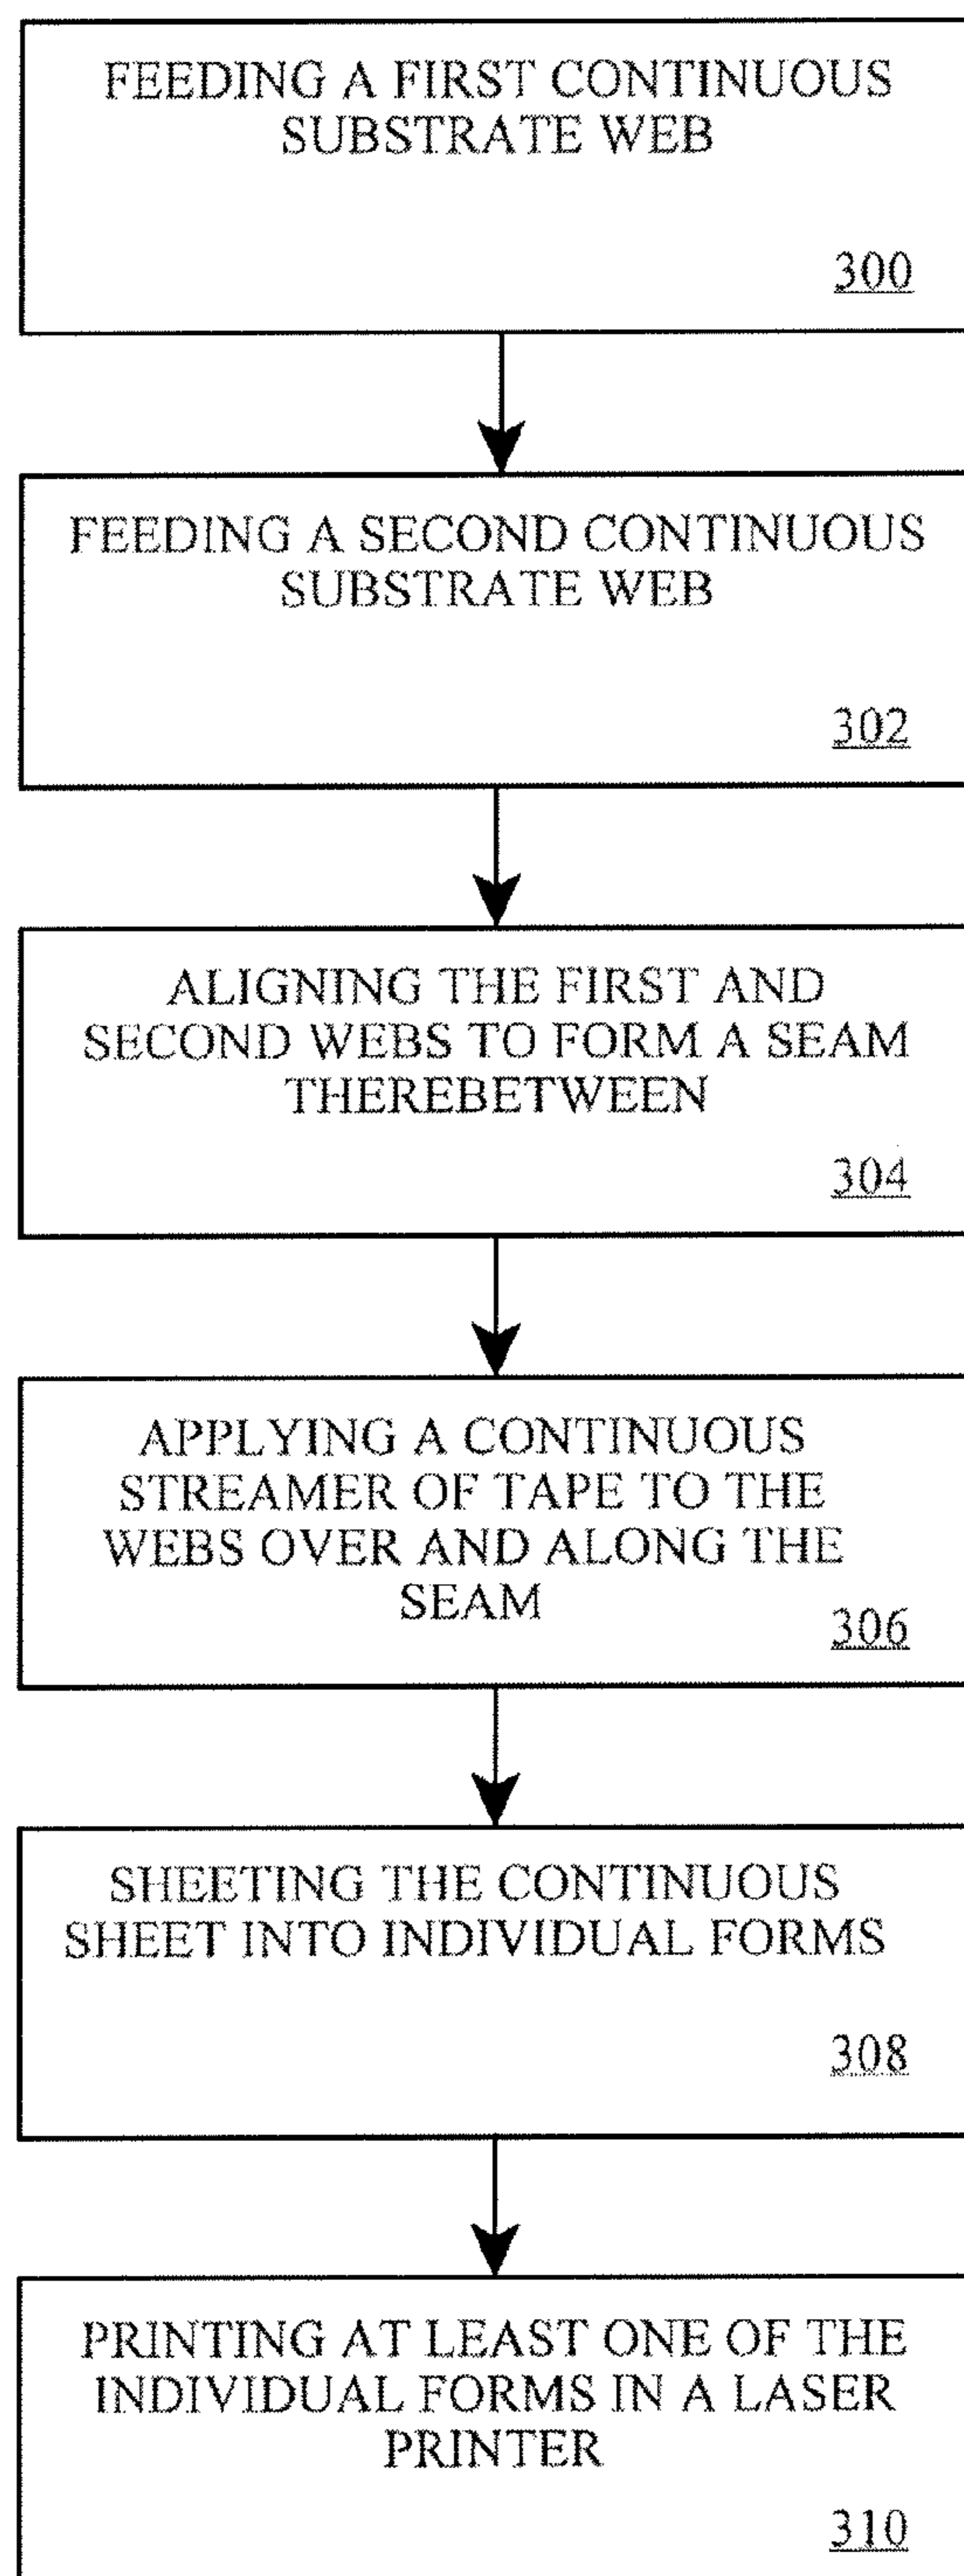 FEEDING A FIRST CONTINUOUS
SUBSTRATE WEB
300
FEEDING A SECOND CONTINUOUS
SUBSTRATE WEB
302
ALIGNING THE FIRST AND
SECOND WEBS TO FORM A SEAM
THEREBETWEEN
304
APPLYING A CONTINUOUS
STREAMER OF TAPE TO THE
WEBS OVER AND ALONG THE
SEAM
306
SHEETING THE CONTINUOUS
SHEET INTO INDIVIDUAL FORMS
308
PRINTING AT LEAST ONE OF THE
INDIVIDUAL FORMS IN A LASER
PRINTER
310